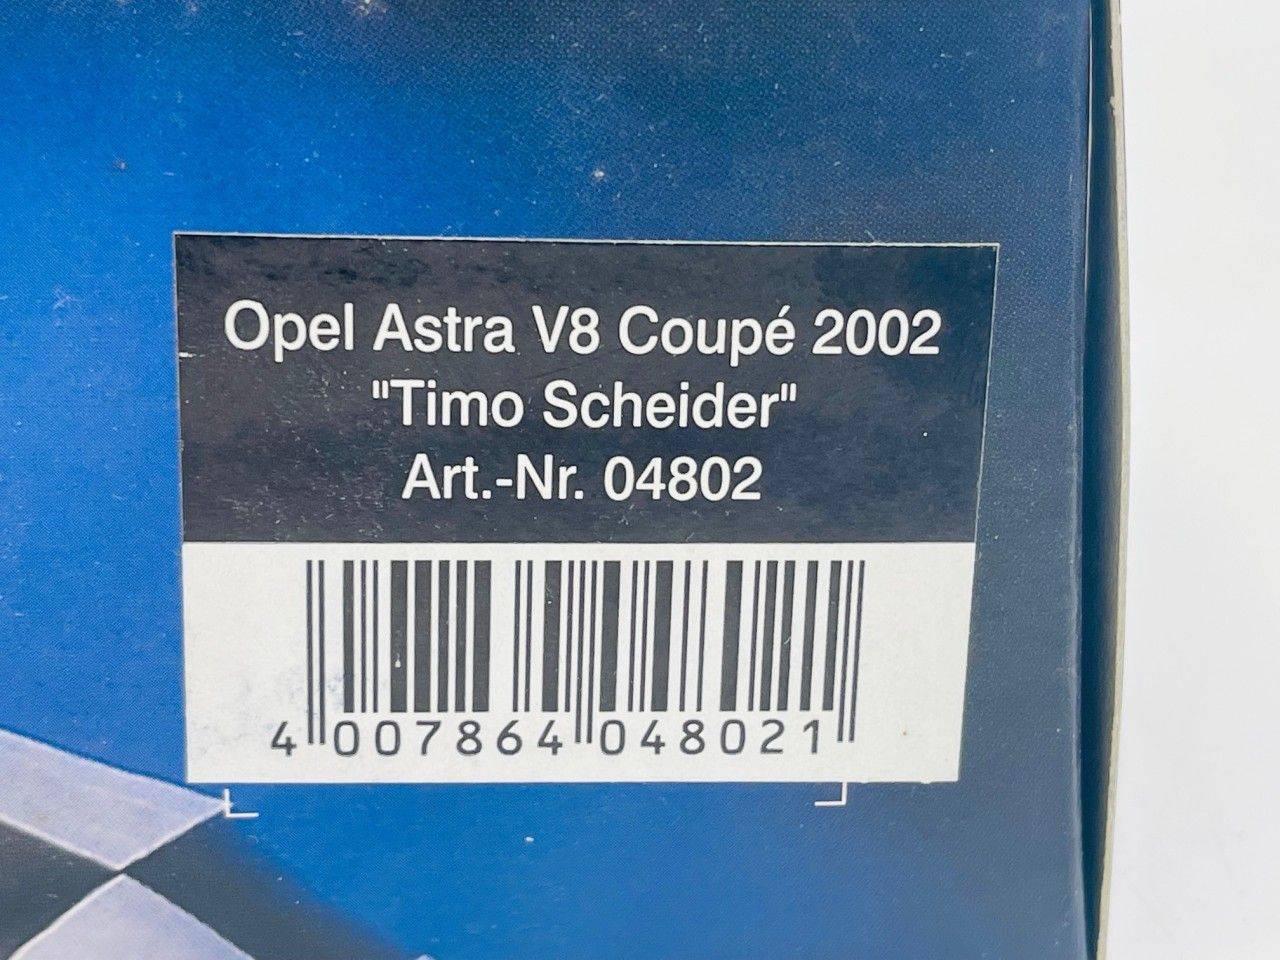 Opel Astra V8 Coupé 2002
"Timo Scheider"
Art.-Nr. 04802
4 007864 048021